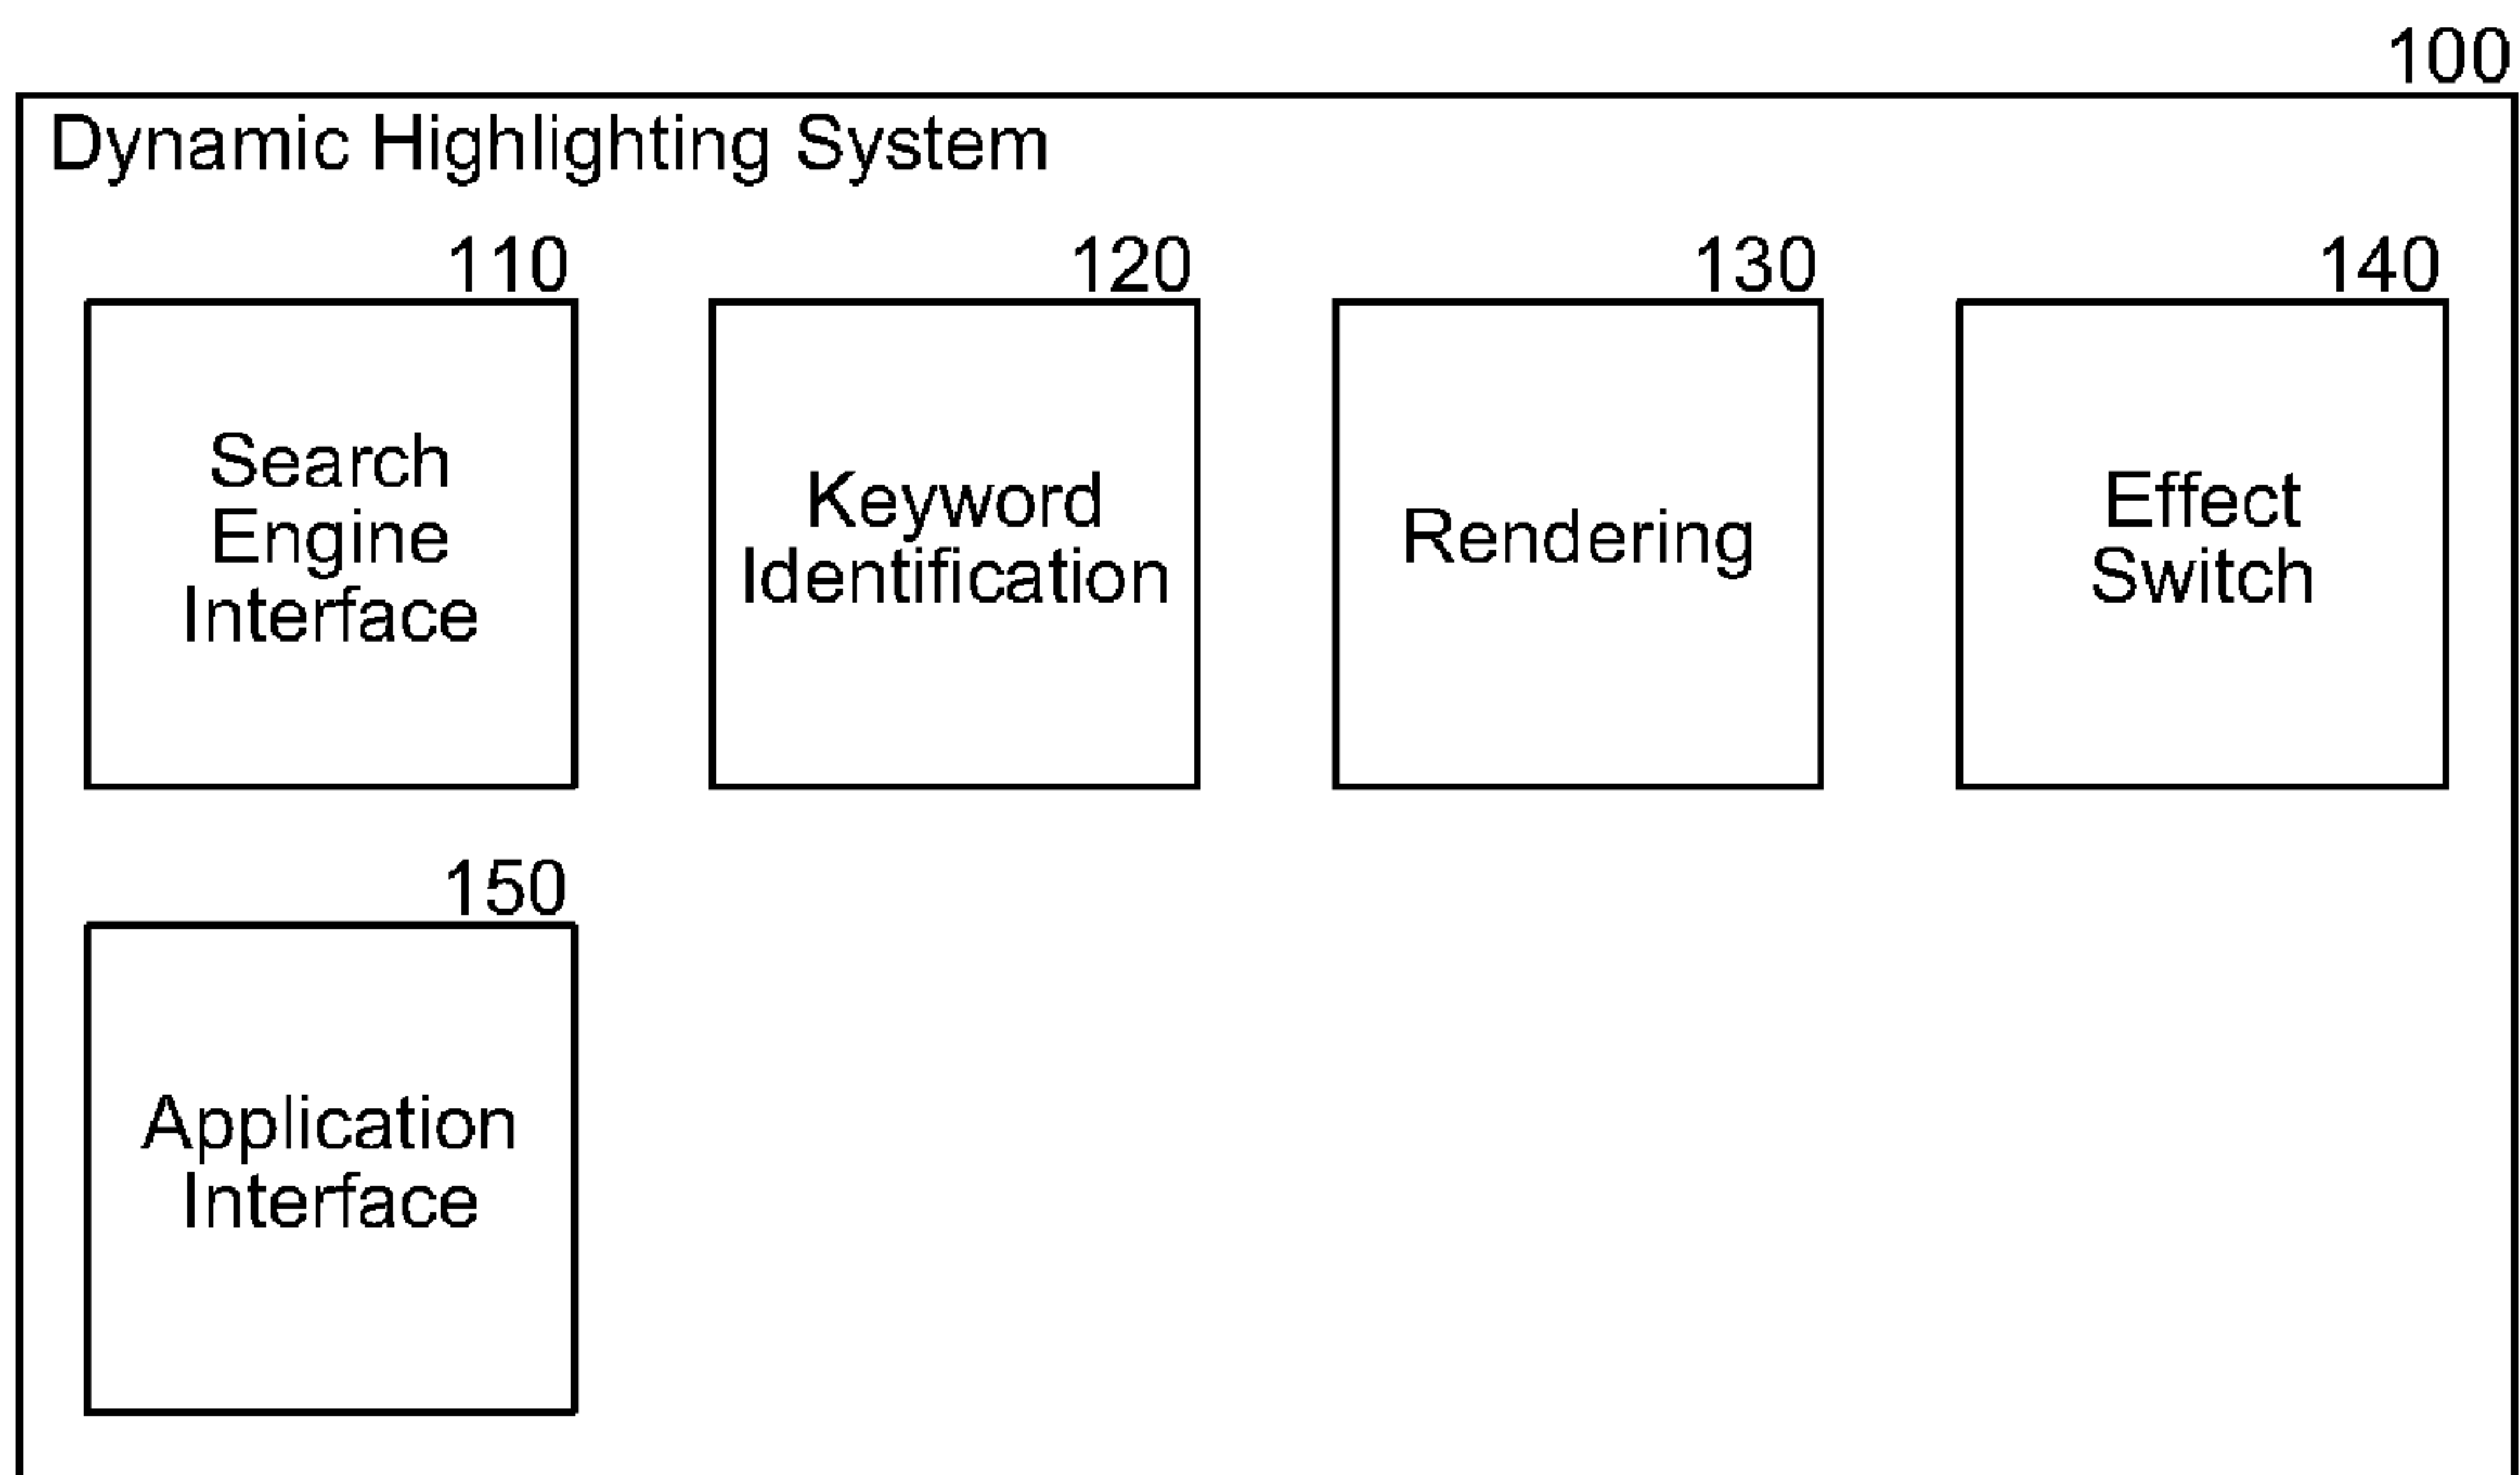 100
Dynamic Highlighting System
110
120
130
140
Search
Engine
Interface
Keyword
Identification
Rendering
Effect
Switch
150
Application
Interface